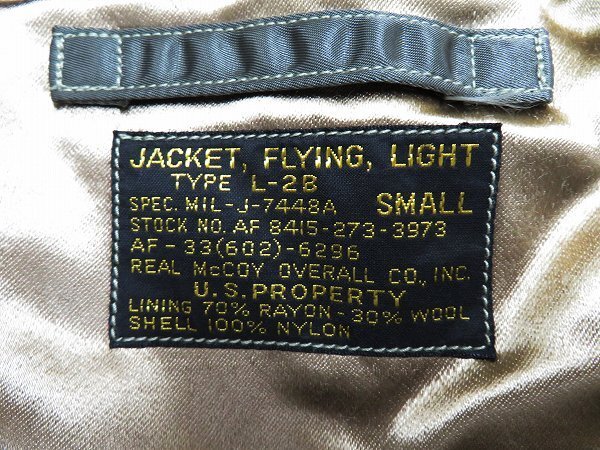 JACKET, FLYING, LIGHT
TYPE L-2B
SPEC. MIL-J-7448A SMALL
STOCK NO. AF 8415-273-3973
AF-33(602)-6296
REAL McCOY OVERALL CO., INC.
U.S. PROPERTY
LINING 70% RAYON-30% WOOL
SHELL 100% NYLON